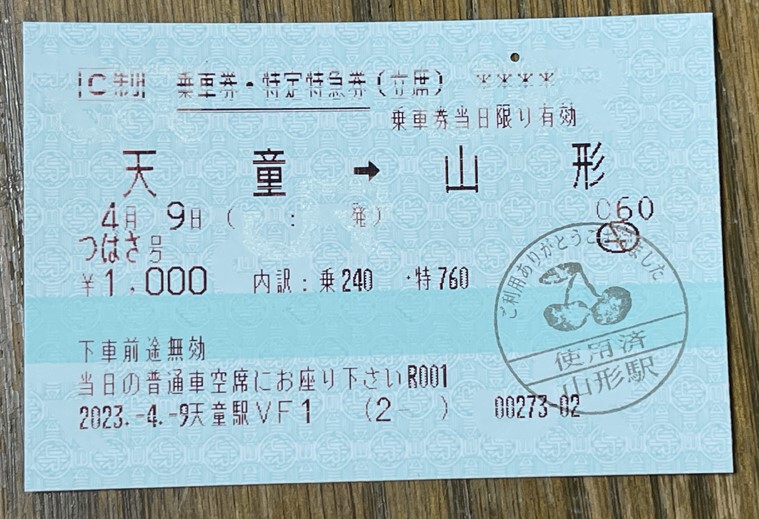 IC制 乗車券・特定特急券(立席) ****
乗車券当日限り有効
天童 → 山形
4月 9日( : 発) C60
つばさ号
¥1,000 内訳:乗240 ・特760
下車前途無効
当日の普通車空席にお座り下さいR001
2023.-4.-9天童駅VF1 (2- ) 00273-02
ご利用ありがとうございました
使用済
山形駅